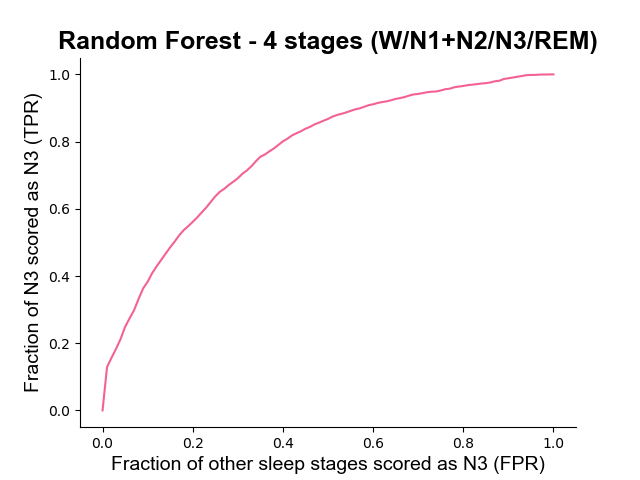 Random Forest - 4 stages (W/N1+N2/N3/REM)
Fraction of N3 scored as N3 (TPR)
1.0
0.8
0.6
0.4
0.2
0.0
0.0 0.2 0.4 0.6 0.8 1.0
Fraction of other sleep stages scored as N3 (FPR)